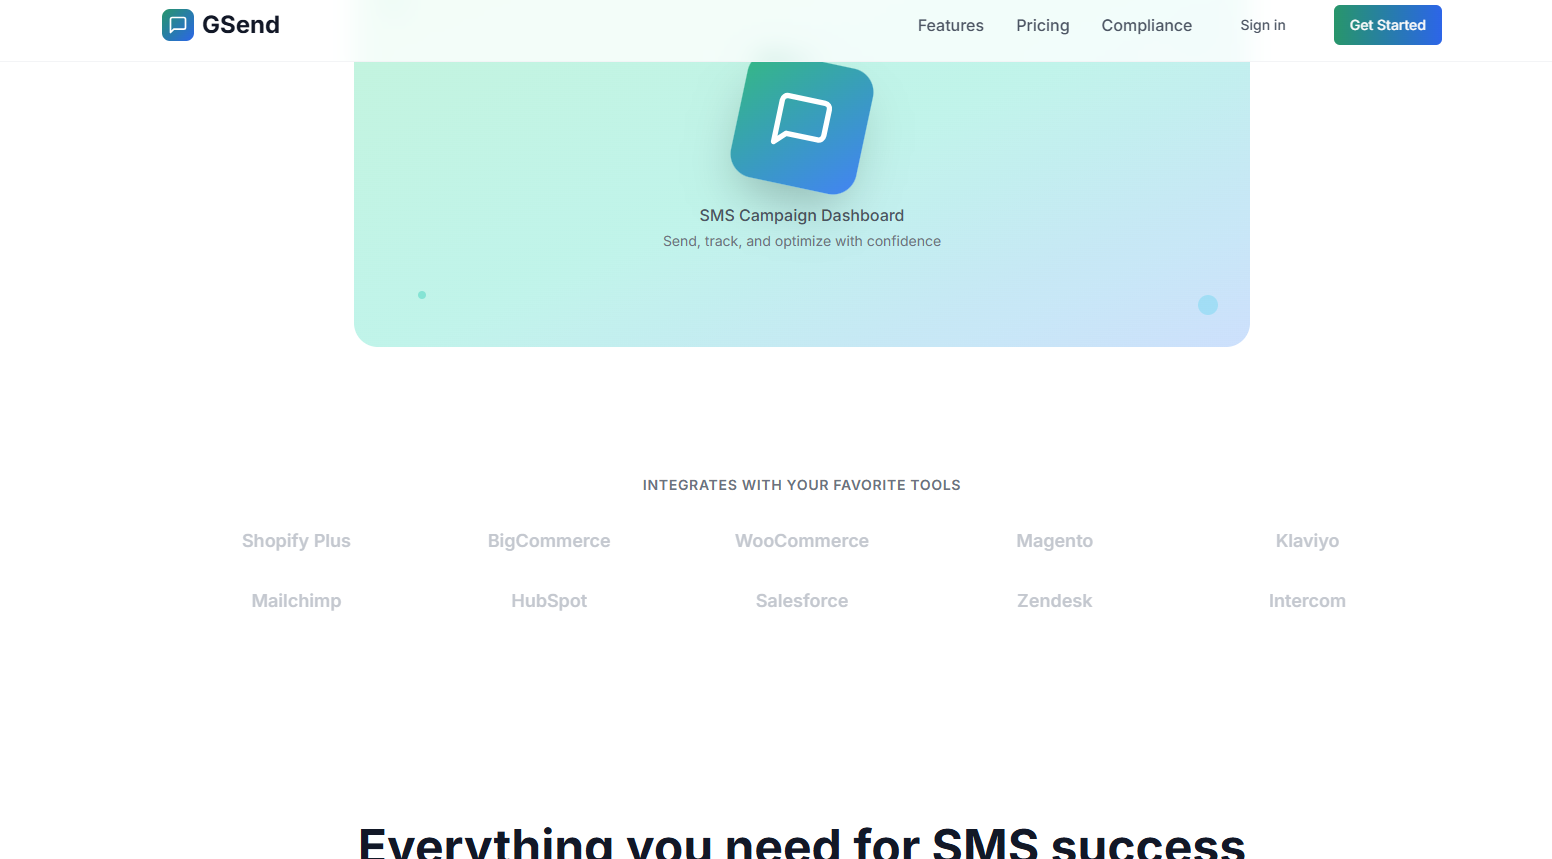 GSend
Features Pricing Compliance Sign in Get Started
SMS Campaign Dashboard
Send, track, and optimize with confidence
INTEGRATES WITH YOUR FAVORITE TOOLS
Shopify Plus BigCommerce WooCommerce Magento Klaviyo
Mailchimp HubSpot Salesforce Zendesk Intercom
Everything you need for SMS success